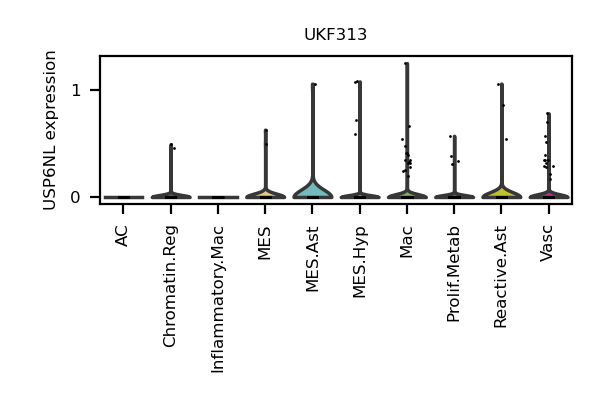 UKF313
USP6NL expression
1
0
AC
Chromatin.Reg
Inflammatory.Mac
MES
MES.Ast
MES.Hyp
Mac
Prolif.Metab
Reactive.Ast
Vasc